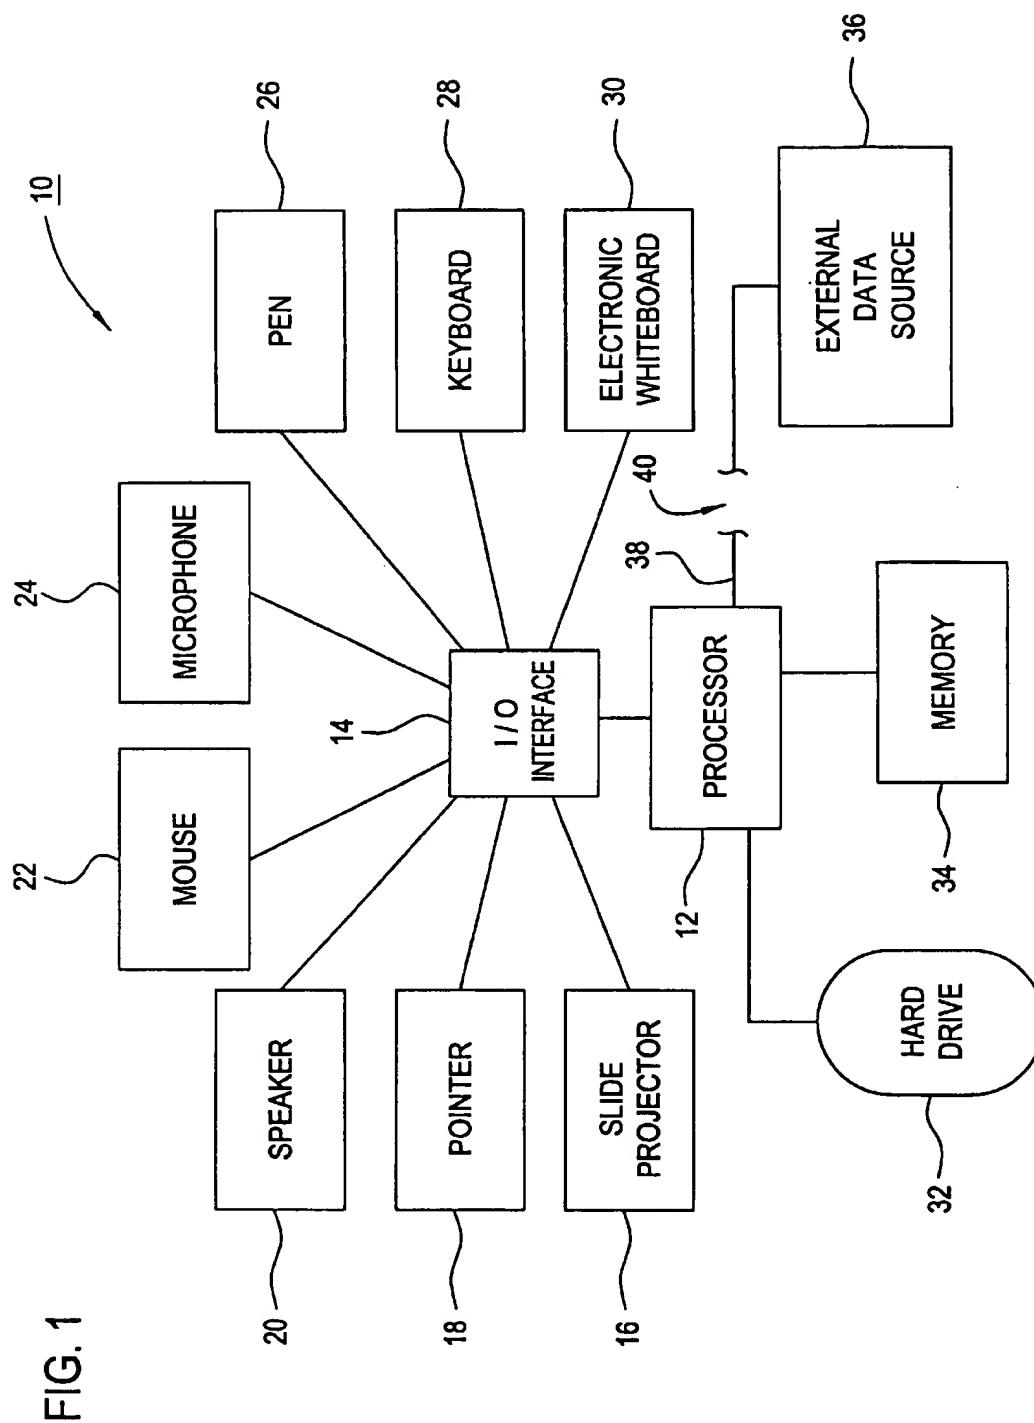 FIG. 1
10
22
24
MOUSE
MICROPHONE
20
SPEAKER
PEN
26
14
18
POINTER
I / O
INTERFACE
KEYBOARD
28
16
SLIDE
PROJECTOR
ELECTRONIC
WHITEBOARD
30
12
PROCESSOR
38
40
32
HARD
DRIVE
34
MEMORY
EXTERNAL
DATA
SOURCE
36